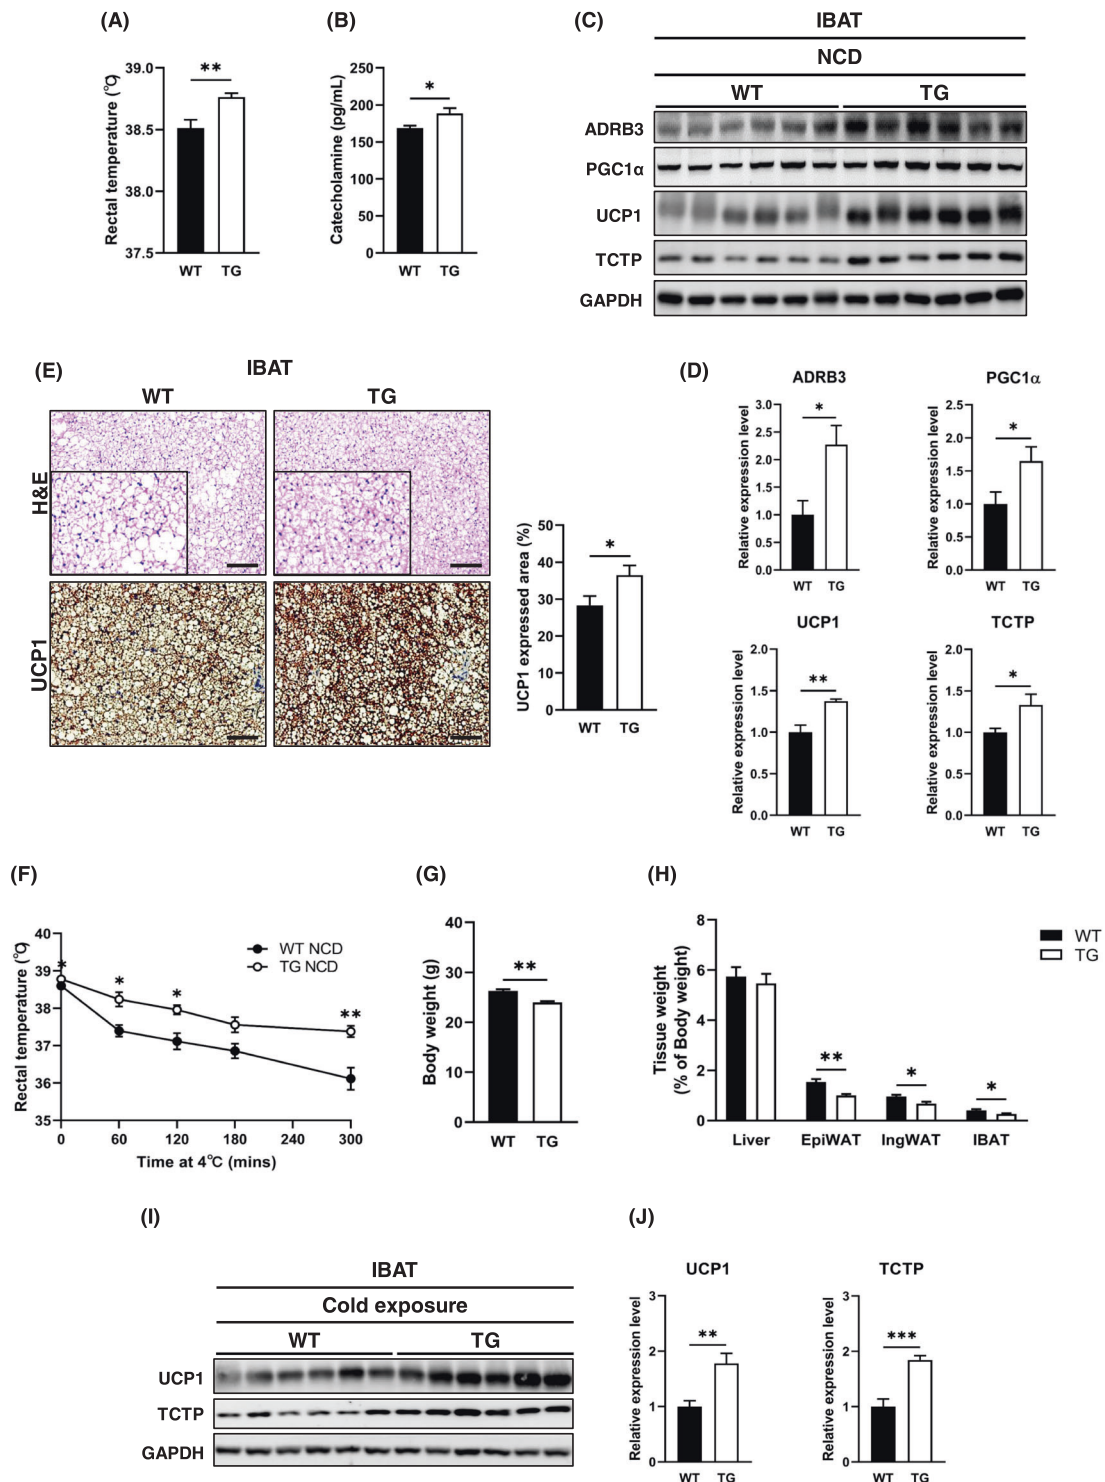 (A)
**
Rectal temperature (℃)
39.0
38.5
38.0
37.5
WT TG
(B)
*
Catecholamine (pg/mL)
250
200
150
100
50
0
WT TG
(C)
IBAT
NCD
WT TG
ADRB3
PGC1α
UCP1
TCTP
GAPDH
(E)
IBAT
WT TG
H&E
UCP1
UCP1 expressed area (%)
50
40
30
20
10
0
*
WT TG
(D)
ADRB3
Relative expression level
3.0
2.5
2.0
1.5
1.0
0.5
0.0
*
WT TG
PGC1α
Relative expression level
2.5
2.0
1.5
1.0
0.5
0.0
*
WT TG
UCP1
Relative expression level
2.0
1.5
1.0
0.5
0.0
**
WT TG
TCTP
Relative expression level
2.0
1.5
1.0
0.5
0.0
*
WT TG
(F)
Rectal temperature (℃)
40
39
38
37
36
35
* * * **
WT NCD
TG NCD
0 60 120 180 240 300
Time at 4℃ (mins)
(G)
Body weight (g)
40
30
20
10
0
**
WT TG
(H)
Tissue weight
(% of Body weight)
8
6
4
2
0
** * *
Liver EpiWAT IngWAT IBAT
WT
TG
(I)
IBAT
Cold exposure
WT TG
UCP1
TCTP
GAPDH
(J)
UCP1
Relative expression level
3
2
1
0
**
WT TG
TCTP
Relative expression level
3
2
1
0
***
WT TG